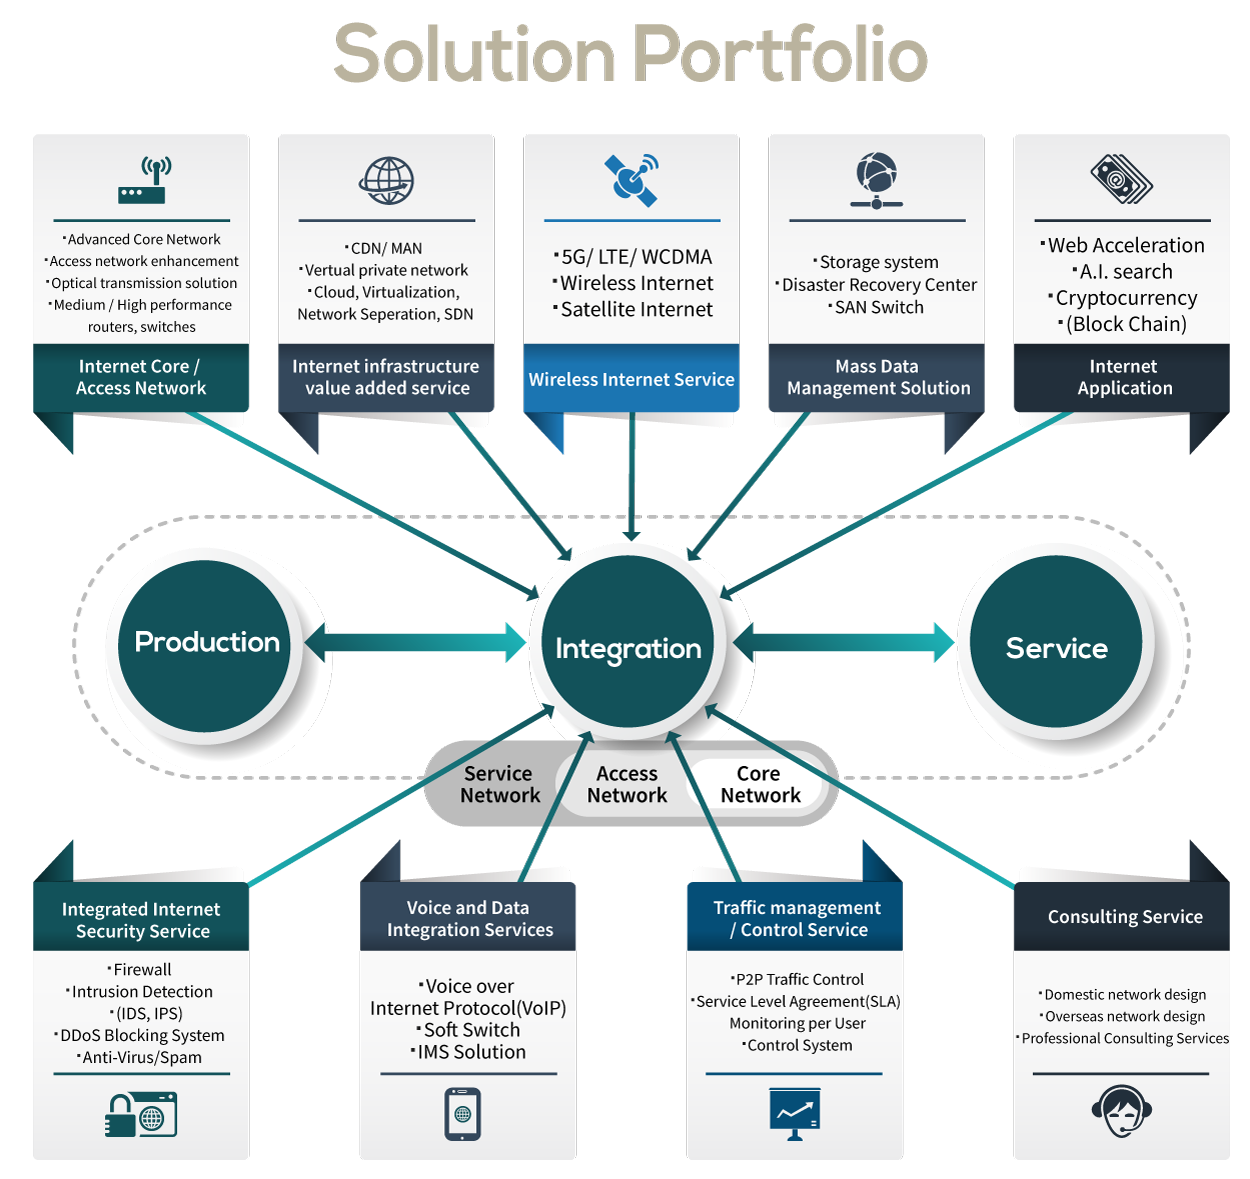 Solution Portfolio
·Advanced Core Network
·Access network enhancement
·Optical transmission solution
·Medium / High performance
routers, switches
Internet Core /
Access Network
·CDN/ MAN
·Vertual private network
·Cloud, Virtualization,
Network Seperation, SDN
Internet infrastructure
value added service
·5G/ LTE/ WCDMA
·Wireless Internet
·Satellite Internet
Wireless Internet Service
·Storage system
·Disaster Recovery Center
·SAN Switch
Mass Data
Management Solution
·Web Acceleration
·A.I. search
·Cryptocurrency
·(Block Chain)
Internet
Application
Production
Integration
Service
Service
Network
Access
Network
Core
Network
Integrated Internet
Security Service
·Firewall
·Intrusion Detection
·(IDS, IPS)
·DDoS Blocking System
·Anti-Virus/Spam
Voice and Data
Integration Services
·Voice over
Internet Protocol(VoIP)
·Soft Switch
·IMS Solution
Traffic management
/ Control Service
·P2P Traffic Control
·Service Level Agreement(SLA)
Monitoring per User
·Control System
Consulting Service
·Domestic network design
·Overseas network design
·Professional Consulting Services